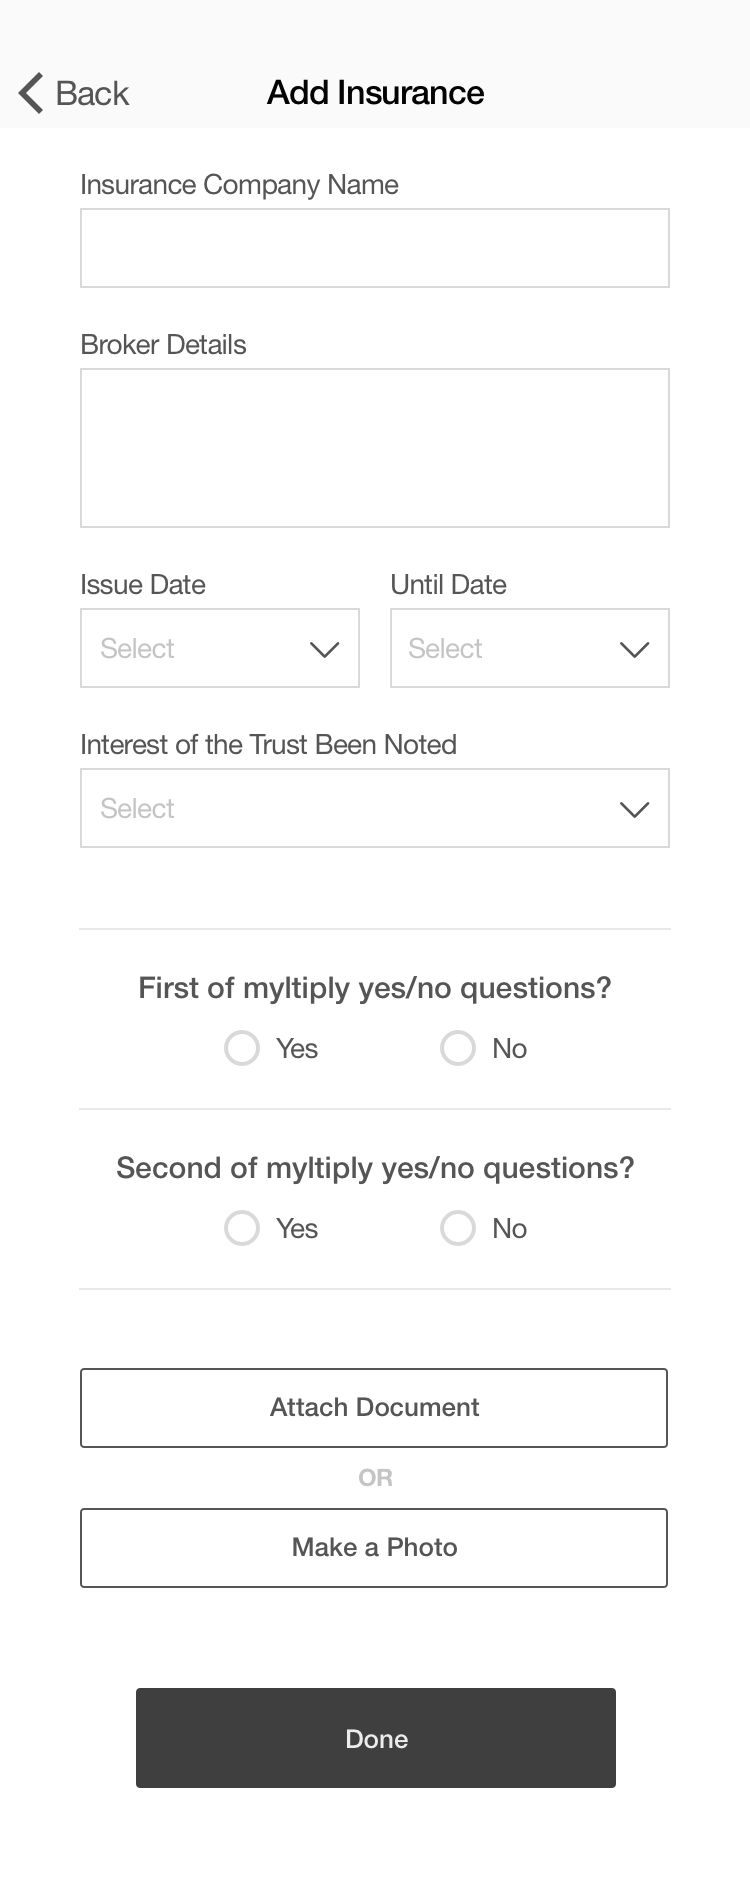 Back
Add Insurance
Insurance Company Name
Broker Details
Issue Date
Until Date
Select
Select
Interest of the Trust Been Noted
Select
First of myltiply yes/no questions?
Yes
No
Second of myltiply yes/no questions?
Yes
No
Attach Document
OR
Make a Photo
Done